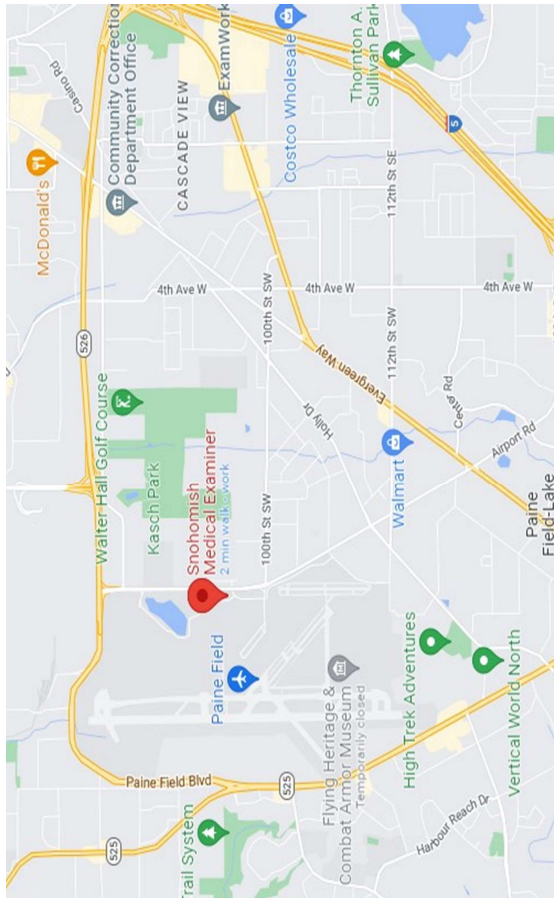 Casino Rd
McDonald's
Community Correction
Department Office
CASCADE VIEW
ExamWork
Costco Wholesale
Thornton A.
Sullivan Park
5
112th St SE
526
4th Ave W
100th St SW
4th Ave W
112th St SW
4th Ave W
Evergreen Way
Holly Dr
Center Rd
Airport Rd
Walter Hall Golf Course
Kasch Park
Snohomish
Medical Examiner
2 min walk
work
100th St SW
Walmart
Paine
Field-Lake
Paine Field
Flying Heritage &
Combat Armor Museum
Temporarily closed
High Trek Adventures
Vertical World North
Paine Field Blvd
525
525
Trail System
Harbour Reach Dr